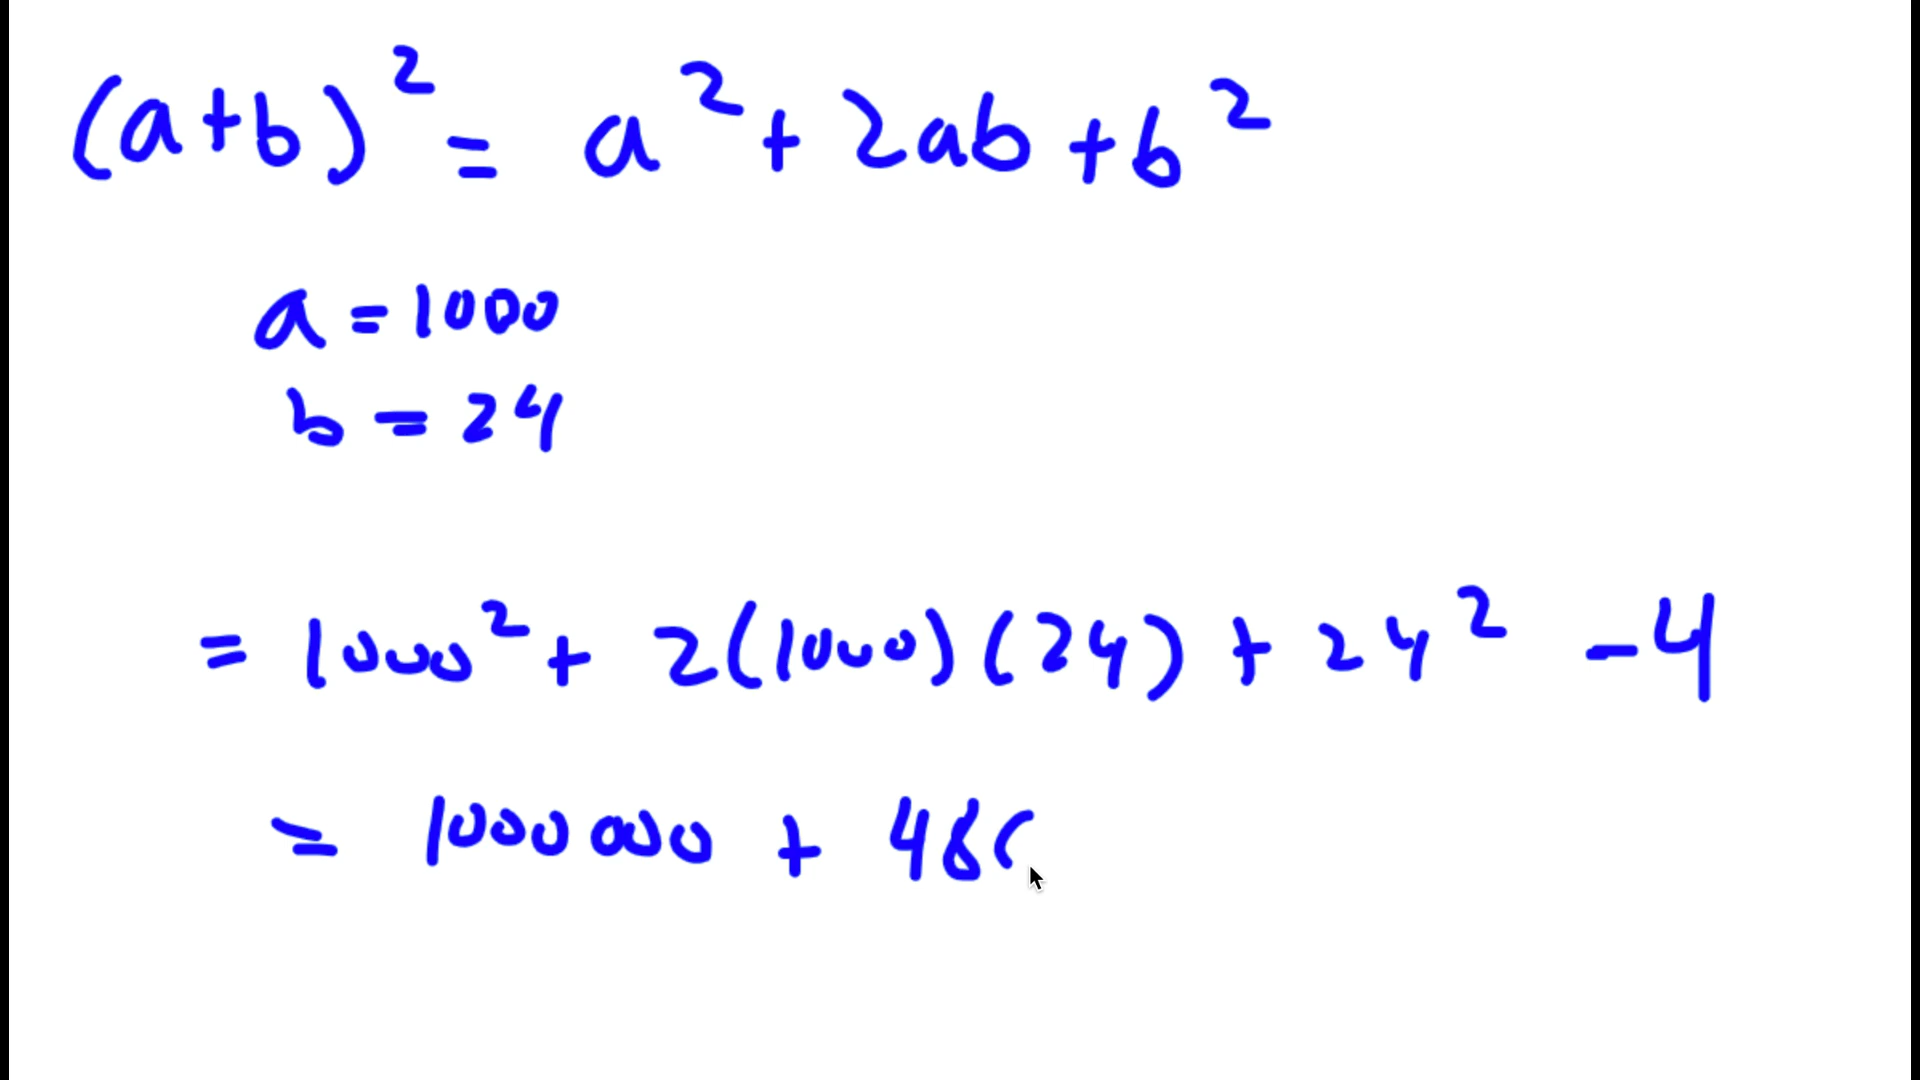 (a+b)² = a² + 2ab + b²
a = 1000
b = 24
= 1000² + 2(1000)(24) + 24² - 4
= 1000000 + 48